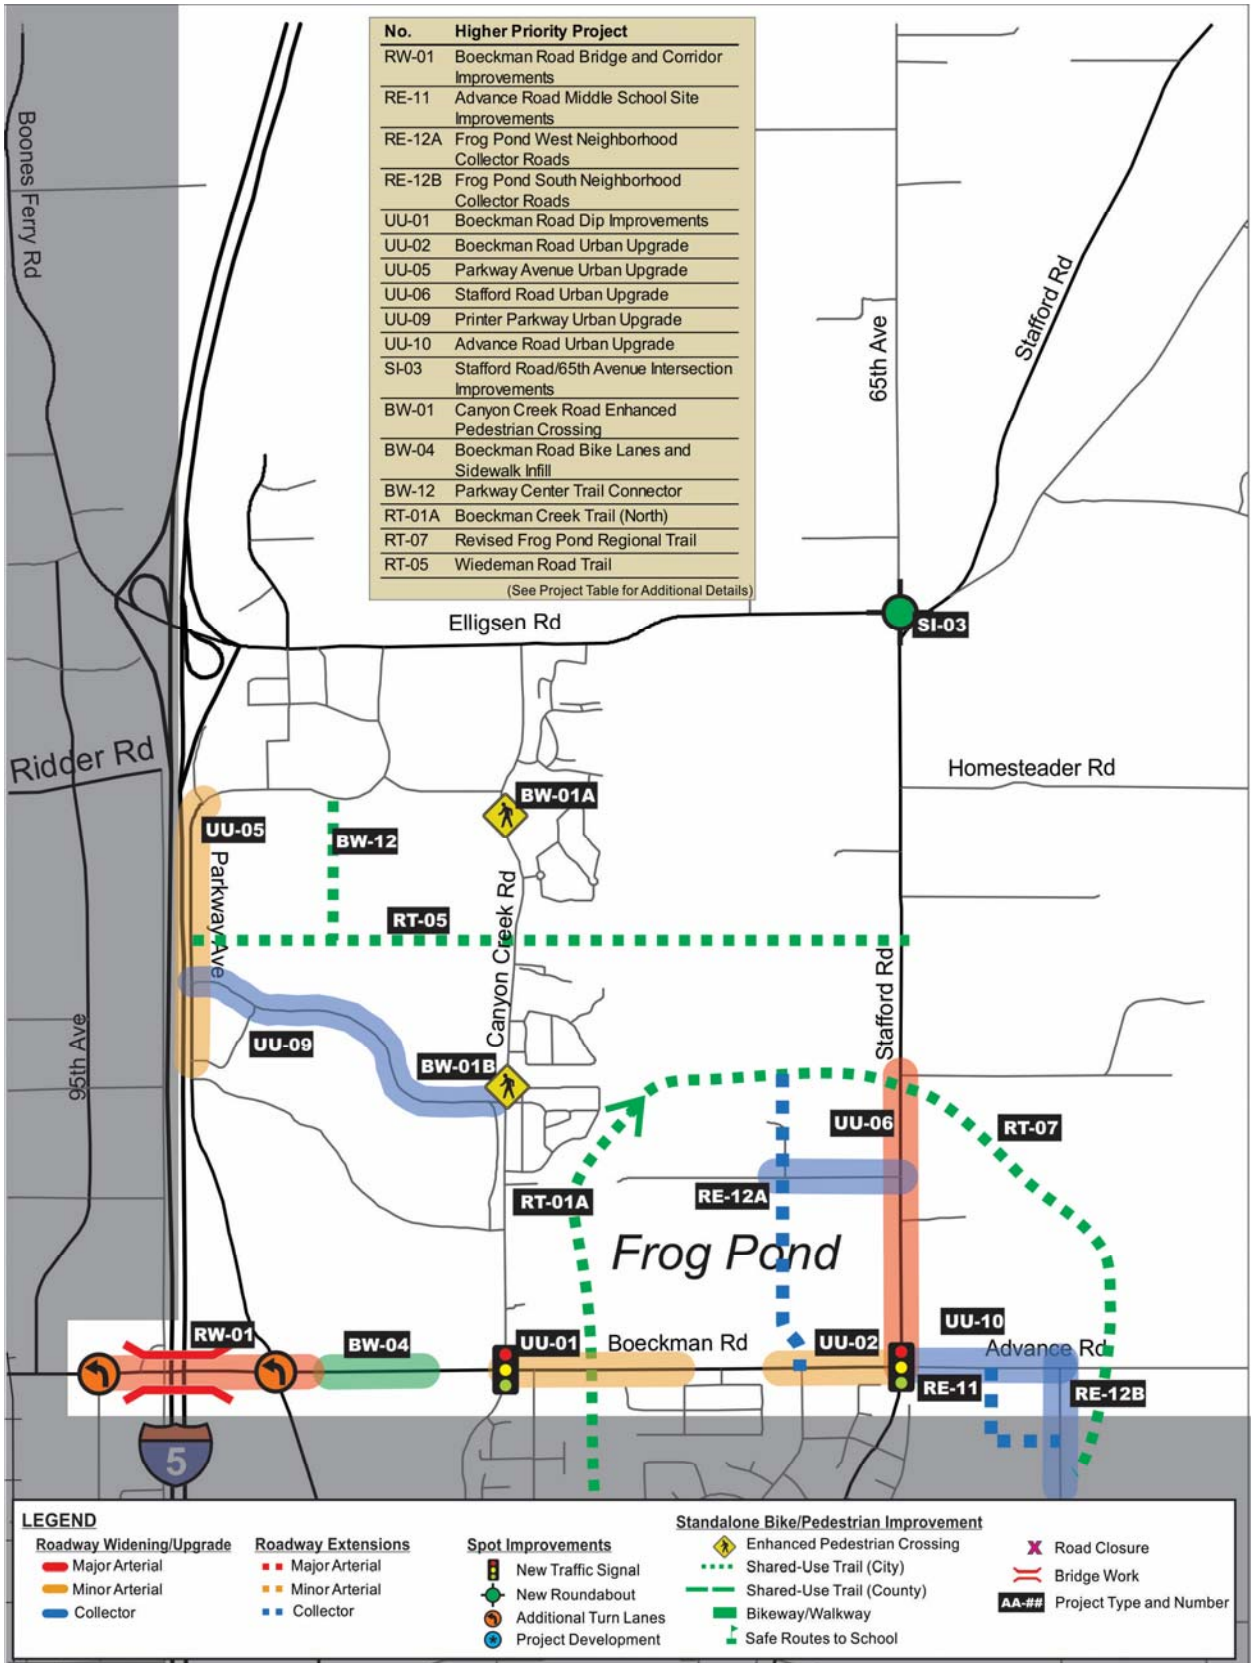 No. Higher Priority Project
RW-01 Boeckman Road Bridge and Corridor
Improvements
RE-11 Advance Road Middle School Site
Improvements
RE-12A Frog Pond West Neighborhood
Collector Roads
RE-12B Frog Pond South Neighborhood
Collector Roads
UU-01 Boeckman Road Dip Improvements
UU-02 Boeckman Road Urban Upgrade
UU-05 Parkway Avenue Urban Upgrade
UU-06 Stafford Road Urban Upgrade
UU-09 Printer Parkway Urban Upgrade
UU-10 Advance Road Urban Upgrade
SI-03 Stafford Road/65th Avenue Intersection
Improvements
BW-01 Canyon Creek Road Enhanced
Pedestrian Crossing
BW-04 Boeckman Road Bike Lanes and
Sidewalk Infill
BW-12 Parkway Center Trail Connector
RT-01A Boeckman Creek Trail (North)
RT-07 Revised Frog Pond Regional Trail
RT-05 Wiedeman Road Trail
(See Project Table for Additional Details)
Boones Ferry Rd
65th Ave
Stafford Rd
Elligsen Rd
SI-03
Ridder Rd
Homesteader Rd
BW-01A
UU-05
BW-12
Parkway Ave
Canyon Creek Rd
RT-05
Stafford Rd
95th Ave
UU-09
BW-01B
UU-06
RT-07
RT-01A
RE-12A
Frog Pond
RW-01
BW-04
UU-01
Boeckman Rd
UU-02
UU-10
Advance Rd
RE-11
RE-12B
5
LEGEND
Roadway Widening/Upgrade
Major Arterial
Minor Arterial
Collector
Roadway Extensions
Major Arterial
Minor Arterial
Collector
Spot Improvements
New Traffic Signal
New Roundabout
Additional Turn Lanes
Project Development
Standalone Bike/Pedestrian Improvement
Enhanced Pedestrian Crossing
Shared-Use Trail (City)
Shared-Use Trail (County)
Bikeway/Walkway
Safe Routes to School
X Road Closure
Bridge Work
AA-## Project Type and Number